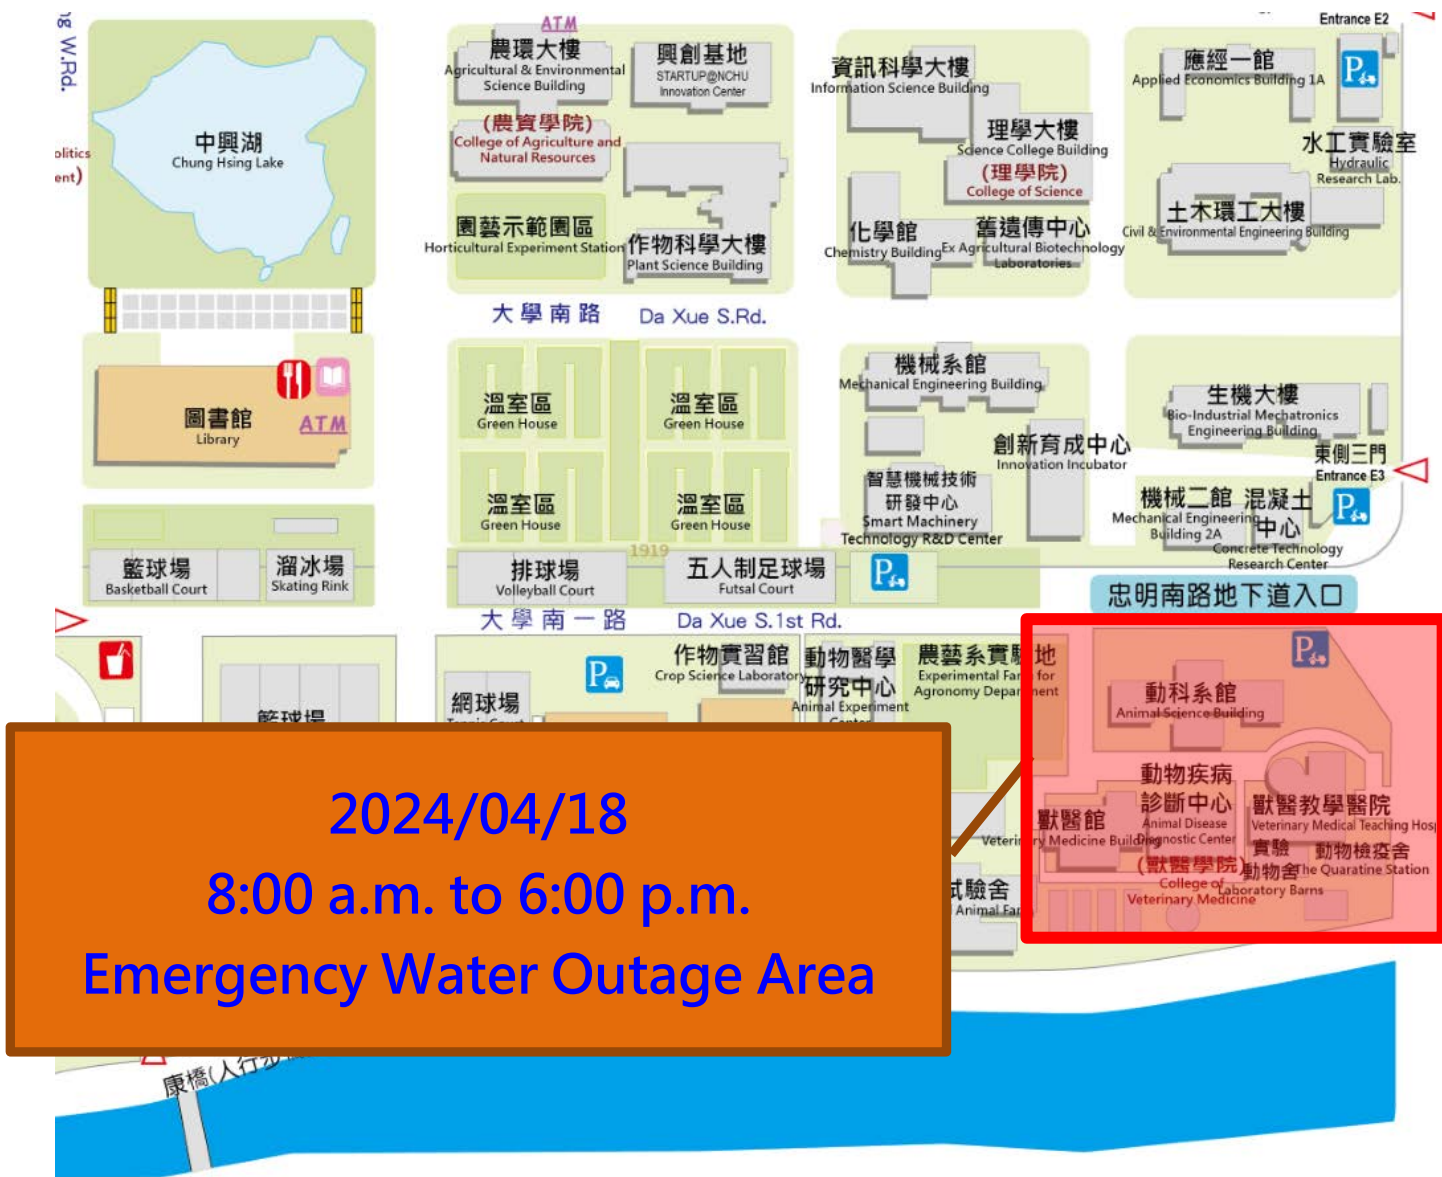 ng W.Rd.
ATM
農環大樓
Agricultural & Environmental
Science Building
(農資學院)
College of Agriculture and
Natural Resources
興創基地
STARTUP@NCHU
Innovation Center
資訊科學大樓
Information Science Building
理學大樓
Science College Building
(理學院)
College of Science
Entrance E2
應經一館
Applied Economics Building 1A
P
水工實驗室
Hydraulic
Research Lab.
中興湖
Chung Hsing Lake
olitics
ent)
園藝示範園區
Horticultural Experiment Station
作物科學大樓
Plant Science Building
化學館
Chemistry Building
舊遺傳中心
Ex Agricultural Biotechnology
Laboratories
土木環工大樓
Civil & Environmental Engineering Building
大學南路 Da Xue S.Rd.
圖書館
Library
ATM
溫室區
Green House
溫室區
Green House
溫室區
Green House
溫室區
Green House
機械系館
Mechanical Engineering Building
創新育成中心
Innovation Incubator
智慧機械技術
研發中心
Smart Machinery
Technology R&D Center
生機大樓
Bio-Industrial Mechatronics
Engineering Building
東側三門
Entrance E3
機械二館
Mechanical Engineering
Building 2A
混凝土
中心
Concrete Technology
Research Center
P
籃球場
Basketball Court
溜冰場
Skating Rink
1919
排球場
Volleyball Court
五人制足球場
Futsal Court
P
忠明南路地下道入口
大學南一路 Da Xue S.1st Rd.
籃球場
網球場
Tennis Court
P
作物實習館
Crop Science Laboratory
動物醫學
研究中心
Animal Experiment
Center
農藝系實驗地
Experimental Farm for
Agronomy Department
P
動科系館
Animal Science Building
動物疾病
診斷中心
Animal Disease
Diagnostic Center
獸醫館
Veterinary Medicine Building
(獸醫學院)
College of
Veterinary Medicine
獸醫教學醫院
Veterinary Medical Teaching Hosp
實驗
動物舍
Laboratory Barns
動物檢疫舍
The Quaratine Station
試驗舍
Animal Farm
2024/04/18
8:00 a.m. to 6:00 p.m.
Emergency Water Outage Area
康橋(人行步